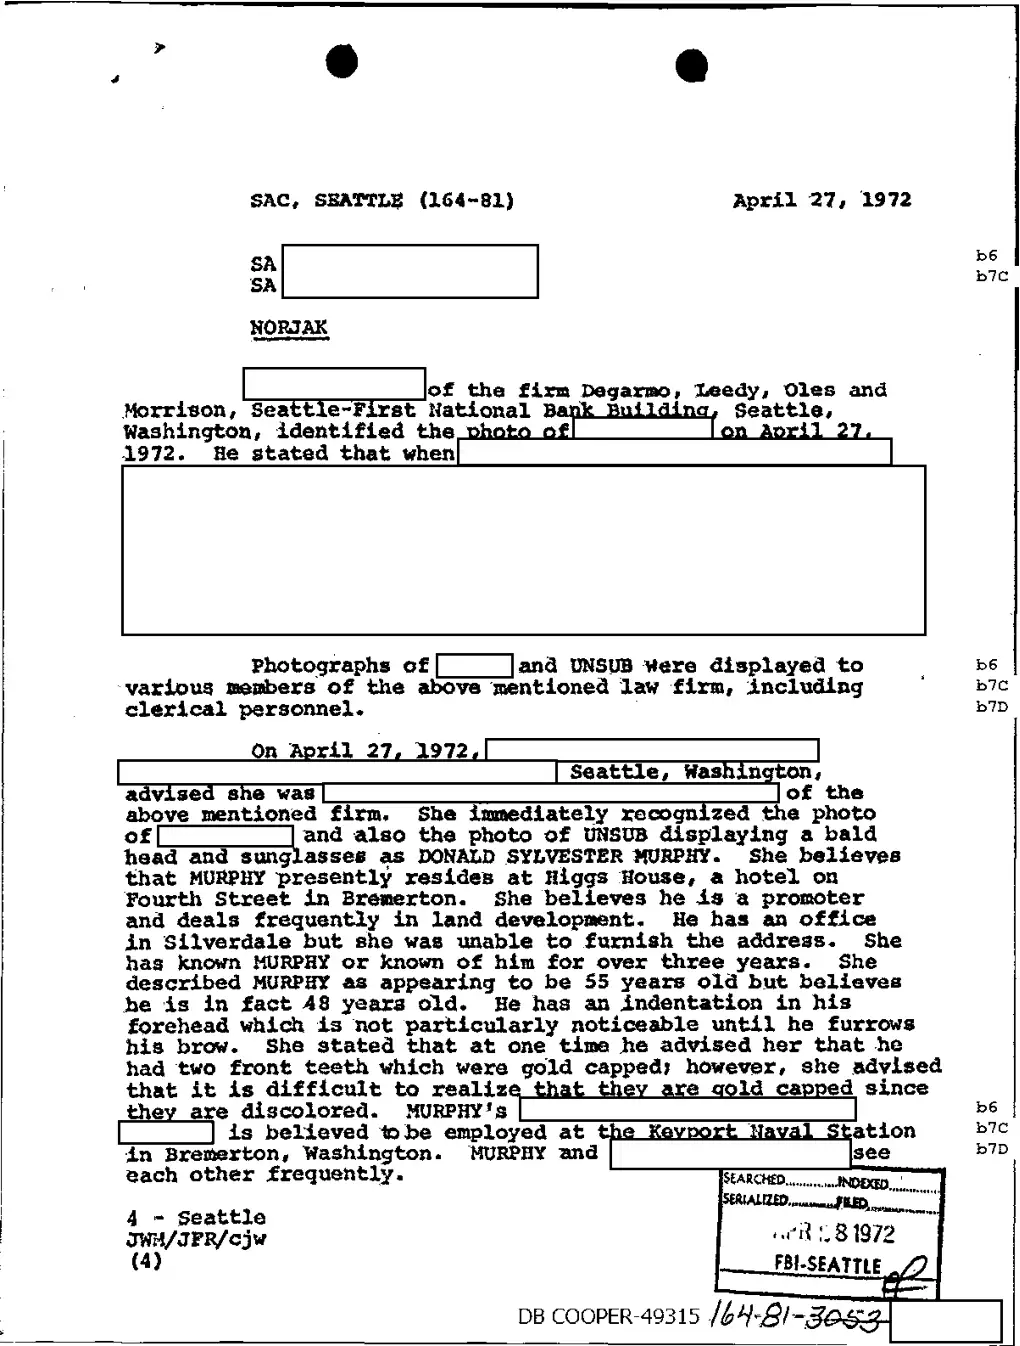 SAC, SEATTLE (164-81) April 27, 1972
SA b6
SA b7C
NORJAK
of the firm Degarmo, Leedy, Oles and
Morrison, Seattle-First National Bank Building, Seattle,
Washington, identified the photo of on April 27,
1972. He stated that when
Photographs of and UNSUB were displayed to b6
various members of the above mentioned law firm, including b7C
clerical personnel. b7D
On April 27, 1972,
Seattle, Washington,
advised she was of the
above mentioned firm. She immediately recognized the photo
of and also the photo of UNSUB displaying a bald
head and sunglasses as DONALD SYLVESTER MURPHY. She believes
that MURPHY presently resides at Higgs House, a hotel on
Fourth Street in Bremerton. She believes he is a promoter
and deals frequently in land development. He has an office
in Silverdale but she was unable to furnish the address. She
has known MURPHY or known of him for over three years. She
described MURPHY as appearing to be 55 years old but believes
he is in fact 48 years old. He has an indentation in his
forehead which is not particularly noticeable until he furrows
his brow. She stated that at one time he advised her that he
had two front teeth which were gold capped; however, she advised
that it is difficult to realize that they are gold capped since
they are discolored. MURPHY's b6
is believed to be employed at the Keyport Naval Station b7C
in Bremerton, Washington. MURPHY and see b7D
each other frequently.
SEARCHED............INDEXED............
SERIALIZED............FILED............
4 - Seattle
JWM/JFR/cjw
(4)
APR 28 1972
FBI-SEATTLE
DB COOPER-49315 164-81-3053